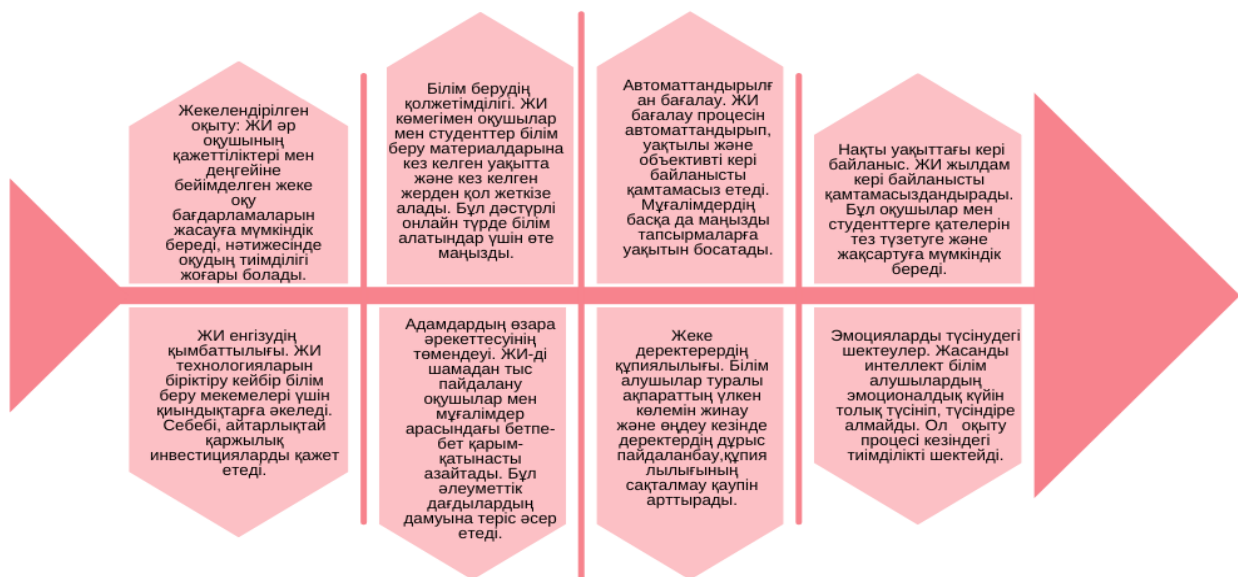 Жекелендірілген
оқыту: ЖИ әр
оқушының
қажеттіліктері мен
деңгейіне
бейімделген жеке
оқу
бағдарламаларын
жасауға мүмкіндік
береді, нәтижесінде
оқудың тиімділігі
жоғары болады.
Білім берудің
қолжетімділігі. ЖИ
көмегімен оқушылар
мен студенттер білім
беру материалдарына
кез келген уақытта
және кез келген
жерден қол жеткізе
алады. Бұл дәстүрлі
онлайн түрде білім
алатындар үшін өте
маңызды.
Автоматтандырылғ
ан бағалау. ЖИ
бағалау процесін
автоматтандырып,
уақтылы және
объективті кері
байланысты
қамтамасыз етеді.
Мұғалімдердің
басқа да маңызды
тапсырмаларға
уақытын босатады.
Нақты уақыттағы кері
байланыс. ЖИ жылдам
кері байланысты
қамтамасыздандырады.
Бұл оқушылар мен
студенттерге қателерін
тез түзетуге және
жақсартуға мүмкіндік
береді.
ЖИ енгізудің
қымбаттылығы. ЖИ
технологияларын
біріктіру кейбір білім
беру мекемелері үшін
қиындықтарға әкеледі.
Себебі, айтарлықтай
қаржылық
инвестицияларды қажет
етеді.
Адамдардың өзара
әрекеттесуінің
төмендеуі. ЖИ-ді
шамадан тыс
пайдалану
оқушылар мен
мұғалімдер
арасындағы бетпе-
бет қарым-
қатынасты
азайтады. Бұл
әлеуметтік
дағдылардың
дамуына теріс әсер
етеді.
Жеке
деректерердің
құпиялылығы. Білім
алушылар туралы
ақпараттың үлкен
көлемін жинау
және өңдеу кезінде
деректердің дұрыс
пайдаланбау,құпия
лылығының
сақталмау қаупін
арттырады.
Эмоцияларды түсінудегі
шектеулер. Жасанды
интеллект білім
алушылардың
эмоционалдық күйін
толық түсініп, түсіндіре
алмайды. Ол оқыту
процесі кезіндегі
тиімділікті шектейді.